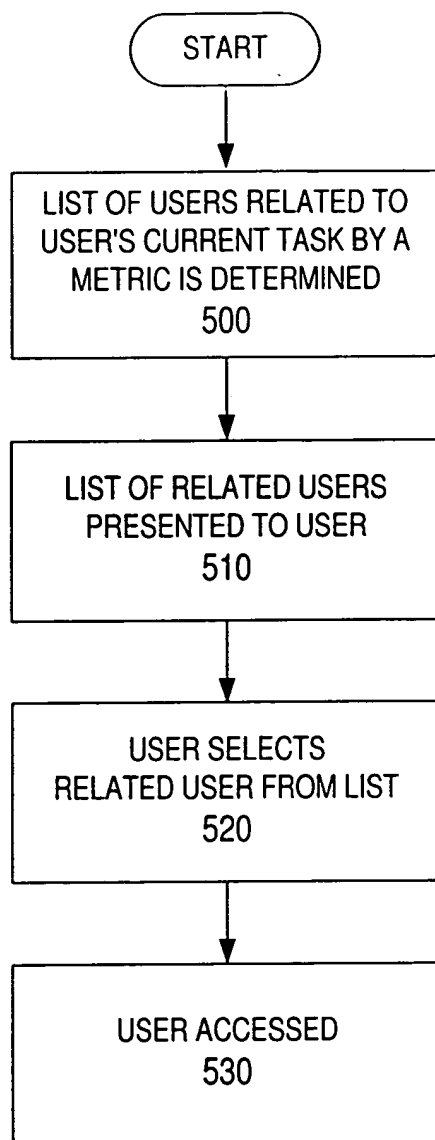 START
LIST OF USERS RELATED TO
USER'S CURRENT TASK BY A
METRIC IS DETERMINED
500
LIST OF RELATED USERS
PRESENTED TO USER
510
USER SELECTS
RELATED USER FROM LIST
520
USER ACCESSED
530